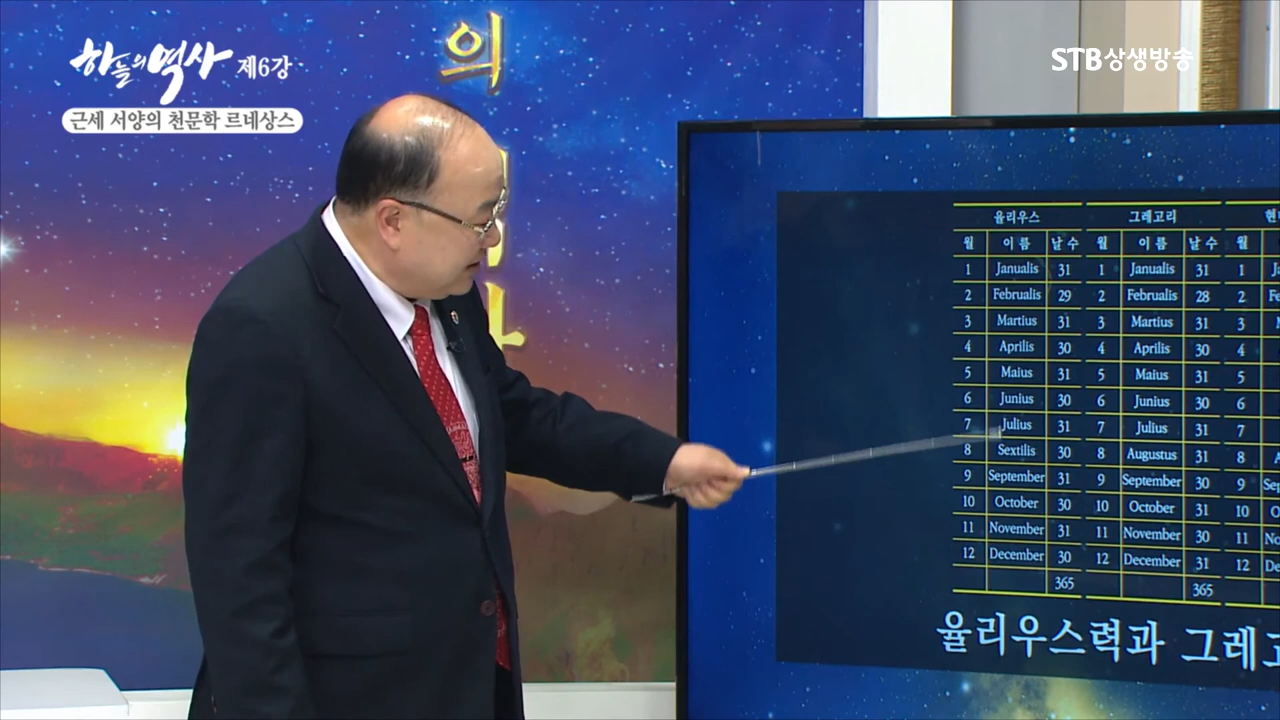 하늘의 역사 제6강
근세 서양의 천문학 르네상스
STB상생방송
의
율리우스 그레고리
월 이름 날수 월 이름 날수 월
1 Janualis 31 1 Janualis 31 1
2 Februalis 29 2 Februalis 28 2
3 Martius 31 3 Martius 31 3
4 Aprilis 30 4 Aprilis 30 4
5 Maius 31 5 Maius 31 5
6 Junius 30 6 Junius 30 6
7 Julius 31 7 Julius 31 7
8 Sextilis 30 8 Augustus 31 8
9 September 31 9 September 30 9
10 October 30 10 October 31 10
11 November 31 11 November 30 11
12 December 30 12 December 31 12
365 365
율리우스력과 그레고